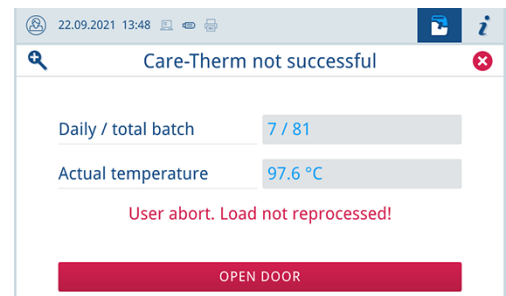 22.09.2021 13:48
i
Care-Therm not successful
Daily / total batch 7 / 81
Actual temperature 97.6 °C
User abort. Load not reprocessed!
OPEN DOOR